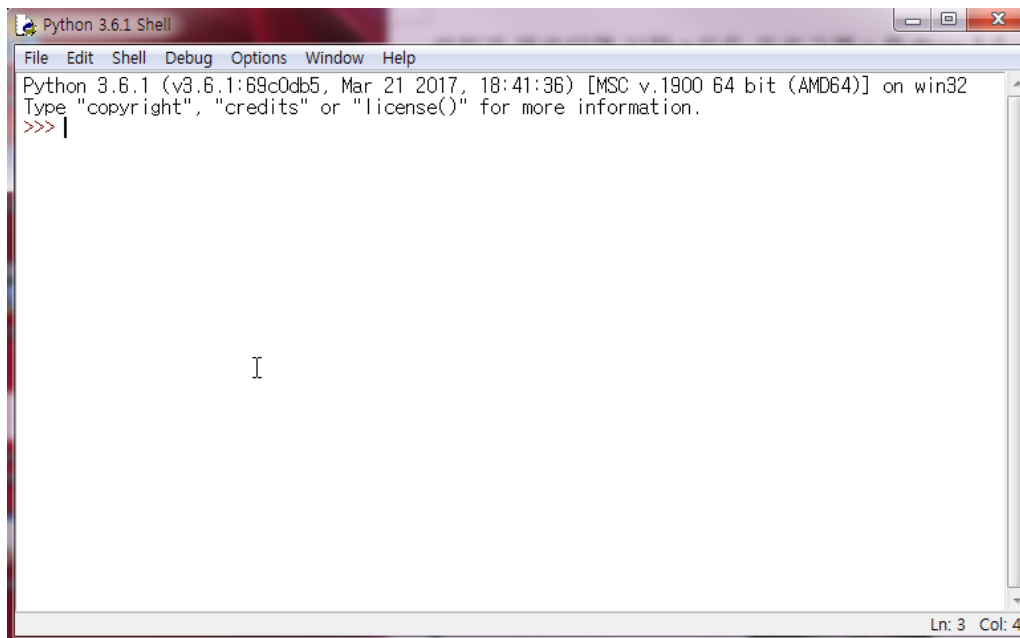 Python 3.6.1 Shell
File Edit Shell Debug Options Window Help
Python 3.6.1 (v3.6.1:69c0db5, Mar 21 2017, 18:41:36) [MSC v.1900 64 bit (AMD64)] on win32
Type "copyright", "credits" or "license()" for more information.
>>>
Ln: 3 Col: 4